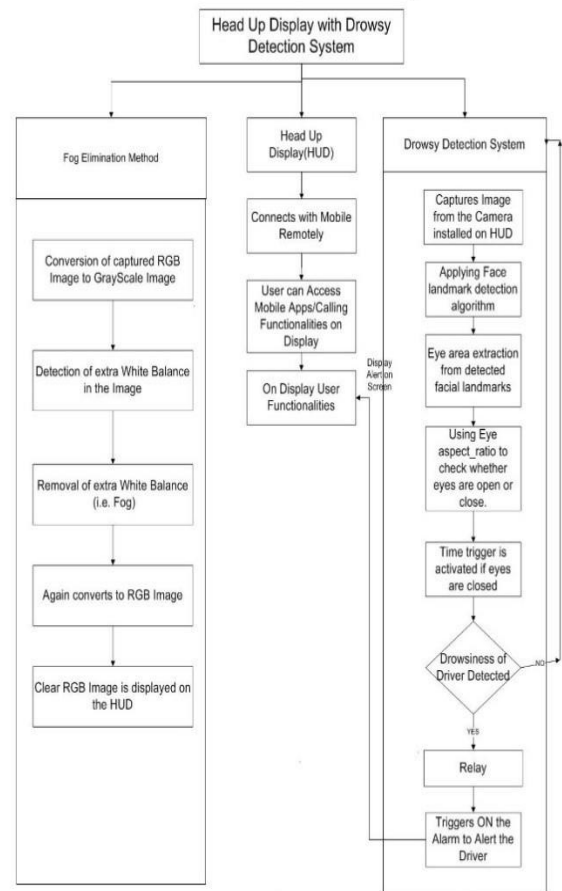 Head Up Display with Drowsy
Detection System
Fog Elimination Method
Conversion of captured RGB
Image to GrayScale Image
Detection of extra White Balance
in the Image
Removal of extra White Balance
(i.e. Fog)
Again converts to RGB Image
Clear RGB Image is displayed on
the HUD
Head Up
Display(HUD)
Connects with Mobile
Remotely
User can Access
Mobile Apps/Calling
Functionalities on
Display
On Display User
Functionalities
Display
Alert on
Screen
Drowsy Detection System
Captures Image
from the Camera
installed on HUD
Applying Face
landmark detection
algorithm
Eye area extraction
from detected
facial landmarks
Using Eye
aspect_ratio to
check whether
eyes are open or
close.
Time trigger is
activated if eyes
are closed
Drowsiness of
Driver Detected
NO
YES
Relay
Triggers ON the
Alarm to Alert the
Driver